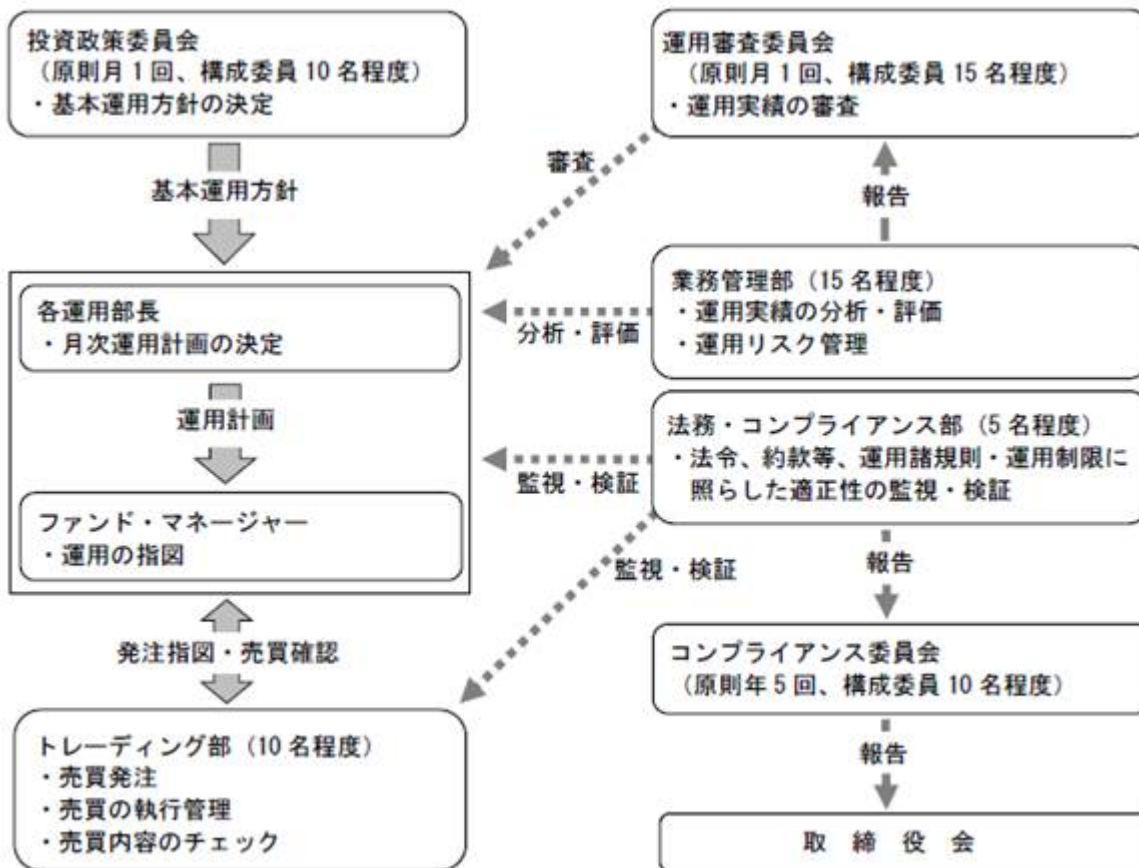 投資政策委員会
(原則月1回、構成委員10名程度)
・基本運用方針の決定
基本運用方針
各運用部長
・月次運用計画の決定
運用計画
ファンド・マネージャー
・運用の指図
発注指図・売買確認
トレーディング部(10名程度)
・売買発注
・売買の執行管理
・売買内容のチェック
運用審査委員会
(原則月1回、構成委員15名程度)
・運用実績の審査
審査
報告
業務管理部(15名程度)
・運用実績の分析・評価
・運用リスク管理
分析・評価
法務・コンプライアンス部(5名程度)
・法令、約款等、運用諸規則・運用制限に
照らした適正性の監視・検証
監視・検証
監視・検証
報告
コンプライアンス委員会
(原則年5回、構成委員10名程度)
報告
取 締 役 会